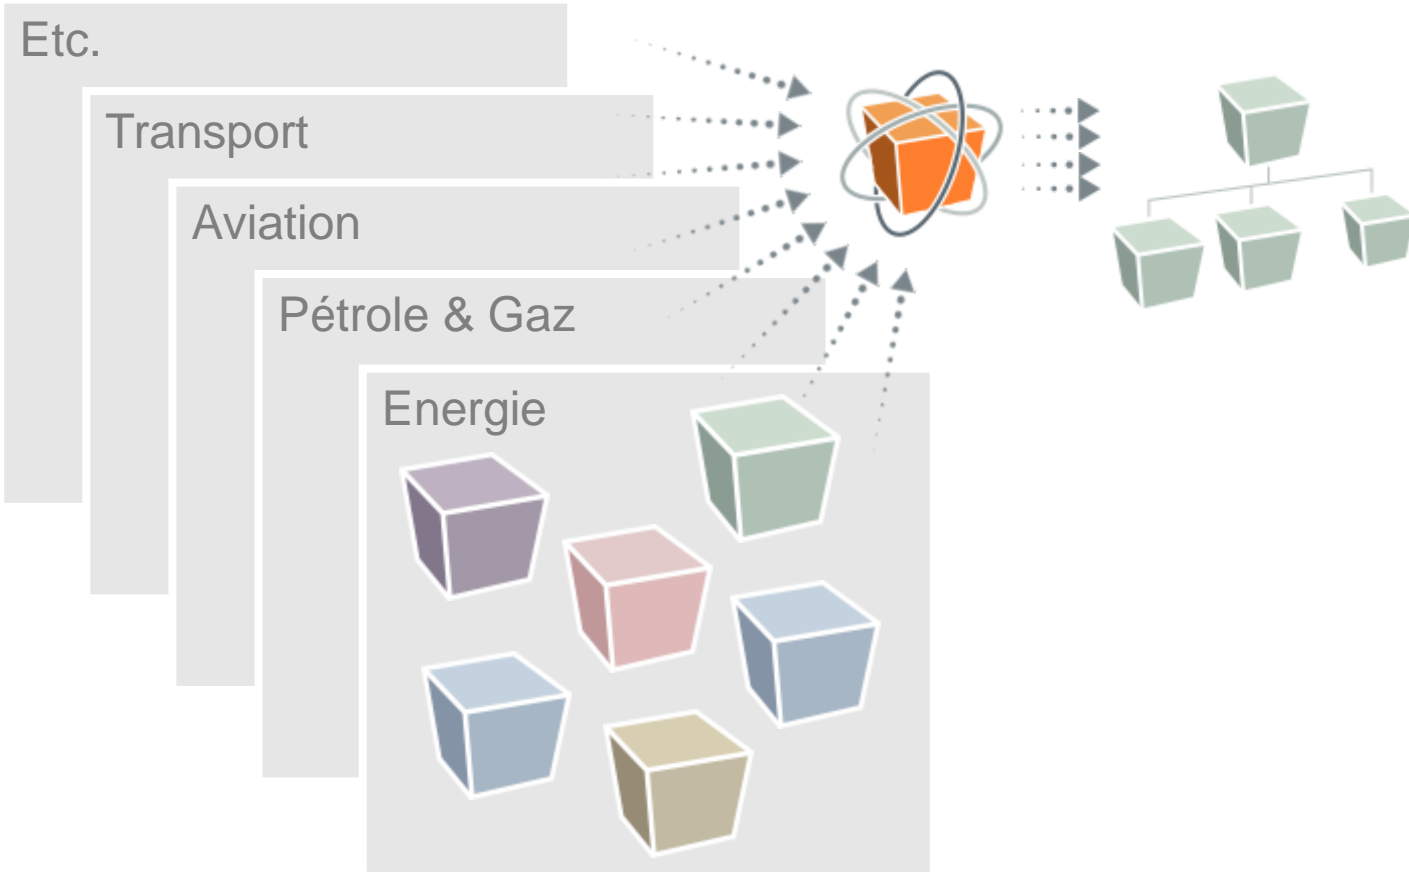 Etc.
Transport
Aviation
Pétrole & Gaz
Energie